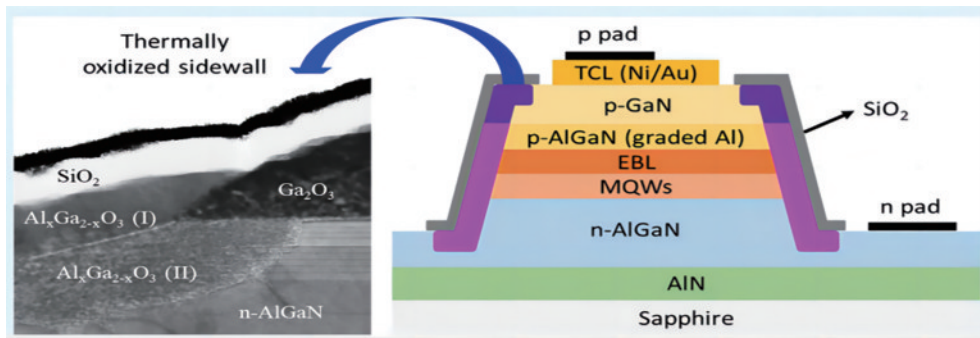 Thermally
oxidized sidewall
SiO₂
Ga₂O₃
AlₓGa₂₋ₓO₃ (I)
AlₓGa₂₋ₓO₃ (II)
n-AlGaN
p pad
TCL (Ni/Au)
p-GaN
SiO₂
p-AlGaN (graded Al)
EBL
MQWs
n pad
n-AlGaN
AlN
Sapphire